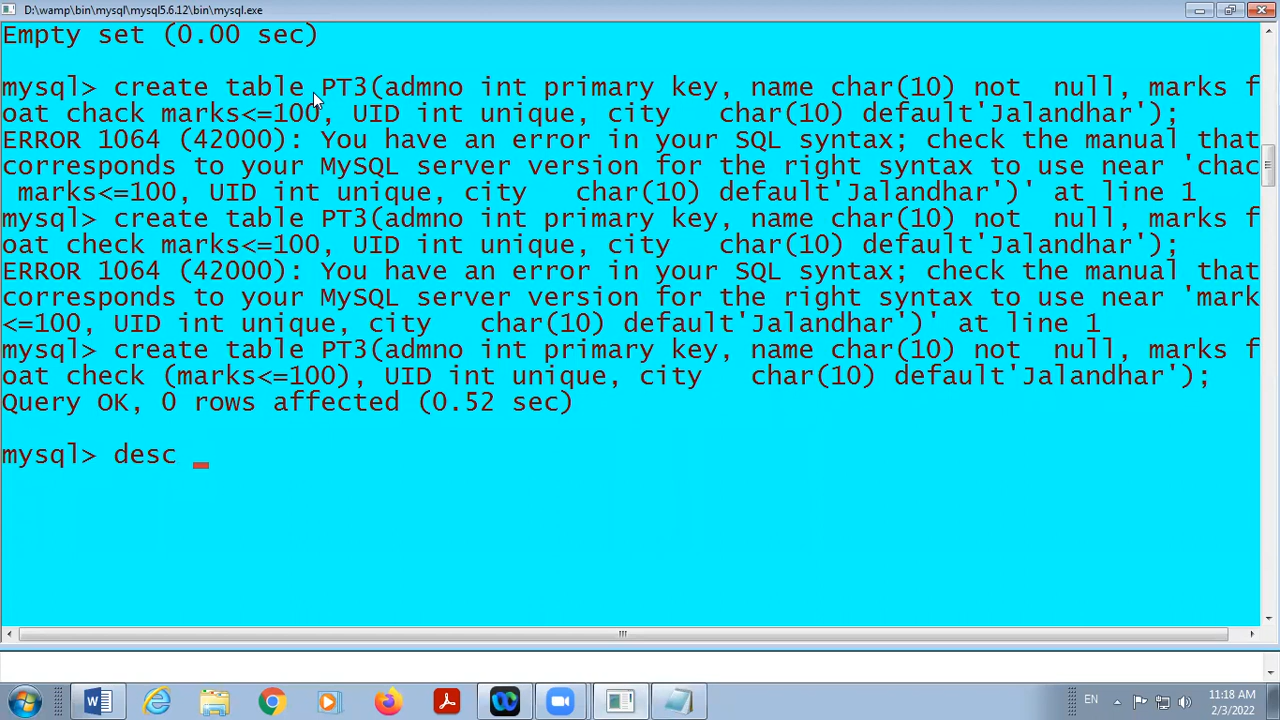 D:\wamp\bin\mysql\mysql5.6.12\bin\mysql.exe
Empty set (0.00 sec)
mysql> create table PT3(admno int primary key, name char(10) not  null, marks f
oat chack marks<=100, UID int unique, city   char(10) default'Jalandhar');
ERROR 1064 (42000): You have an error in your SQL syntax; check the manual that
corresponds to your MySQL server version for the right syntax to use near 'chac
 marks<=100, UID int unique, city    char(10) default'Jalandhar')' at line 1
mysql> create table PT3(admno int primary key, name char(10) not  null, marks f
oat check marks<=100, UID int unique, city   char(10) default'Jalandhar');
ERROR 1064 (42000): You have an error in your SQL syntax; check the manual that
corresponds to your MySQL server version for the right syntax to use near 'mark
<=100, UID int unique, city   char(10) default'Jalandhar')' at line 1
mysql> create table PT3(admno int primary key, name char(10) not  null, marks f
oat check (marks<=100), UID int unique, city   char(10) default'Jalandhar');
Query OK, 0 rows affected (0.52 sec)
mysql> desc
EN
11:18 AM
2/3/2022